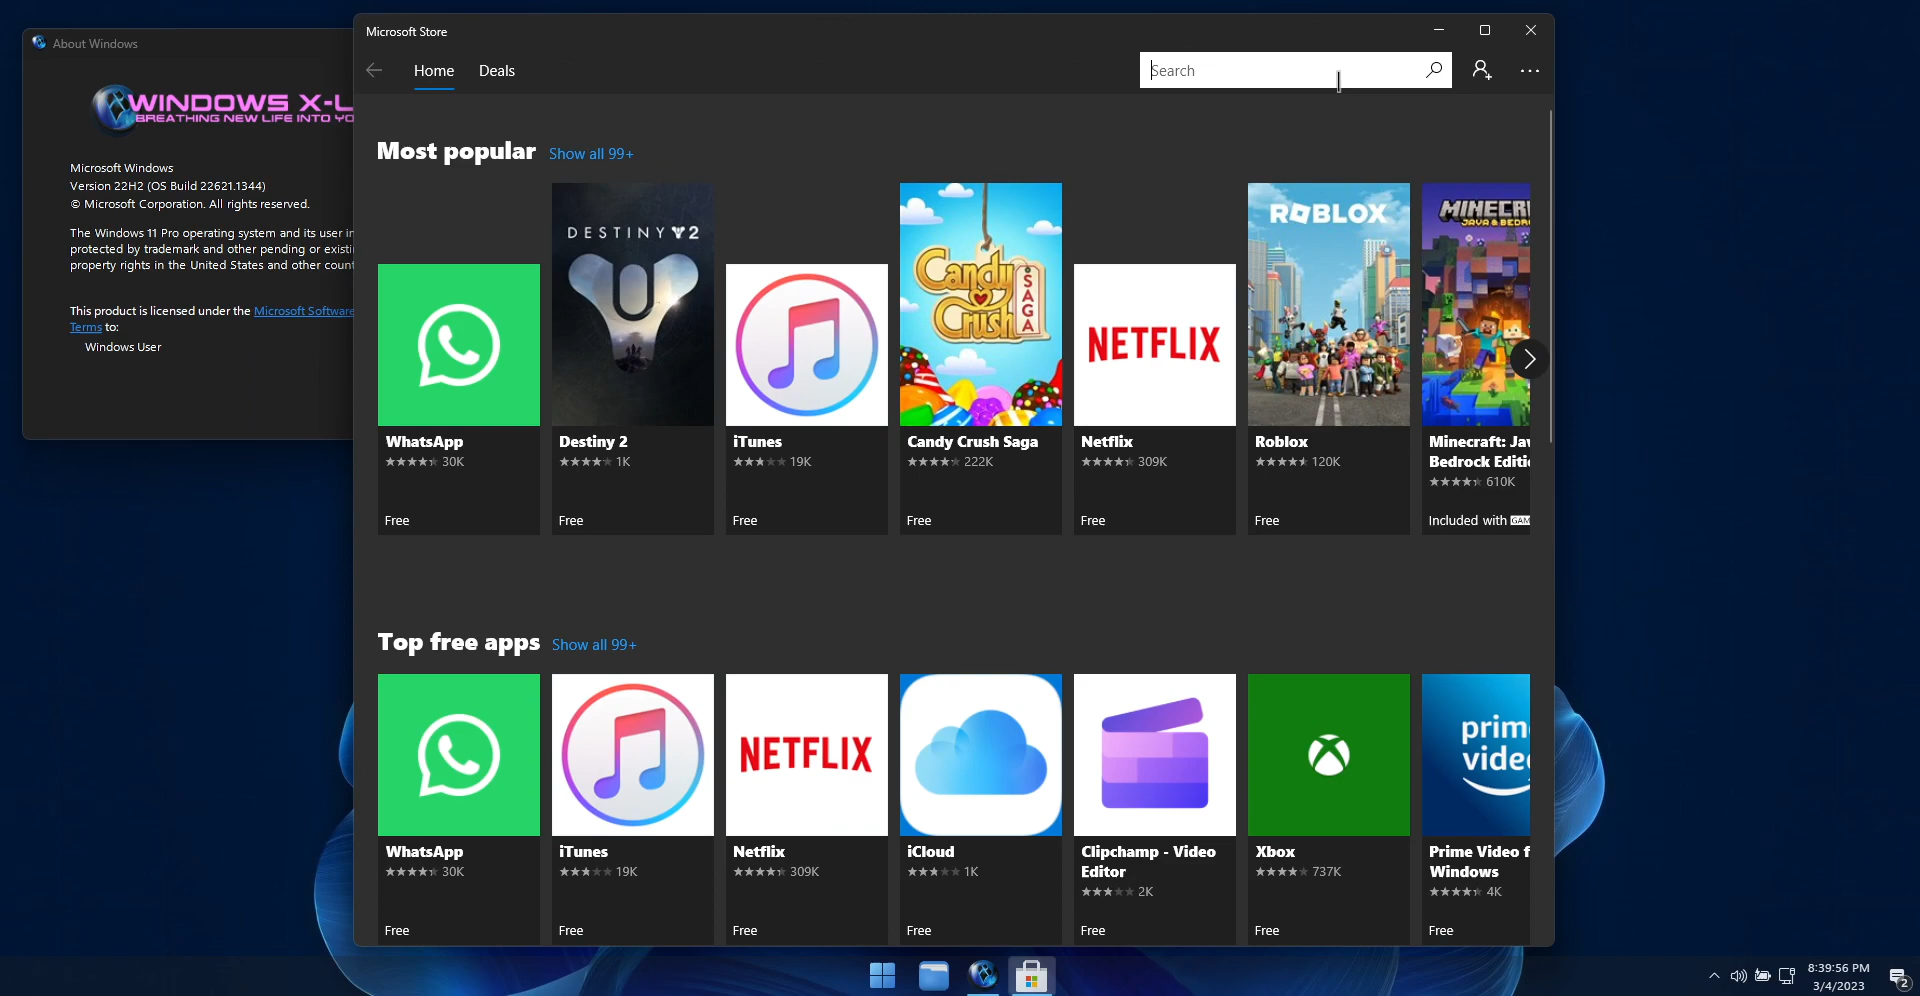 About Windows
WINDOWS X-L
BREATHING NEW LIFE INTO YO
Microsoft Windows
Version 22H2 (OS Build 22621.1344)
© Microsoft Corporation. All rights reserved.
The Windows 11 Pro operating system and its user in
protected by trademark and other pending or existi
property rights in the United States and other count
This product is licensed under the Microsoft Software
Terms to:
Windows User
Microsoft Store
Home Deals
Search
Most popular Show all 99+
DESTINY 2
Candy
Crush
SAGA
NETFLIX
ROBLOX
MINECR
JAVA & BEDR
WhatsApp
30K
Free
Destiny 2
1K
Free
iTunes
19K
Free
Candy Crush Saga
222K
Free
Netflix
309K
Free
Roblox
120K
Free
Minecraft: Jav
Bedrock Editi
610K
Included with GAM
Top free apps Show all 99+
NETFLIX
prim
vide
WhatsApp
30K
Free
iTunes
19K
Free
Netflix
309K
Free
iCloud
1K
Free
Clipchamp - Video
Editor
2K
Free
Xbox
737K
Free
Prime Video f
Windows
4K
Free
8:39:56 PM
3/4/2023
2